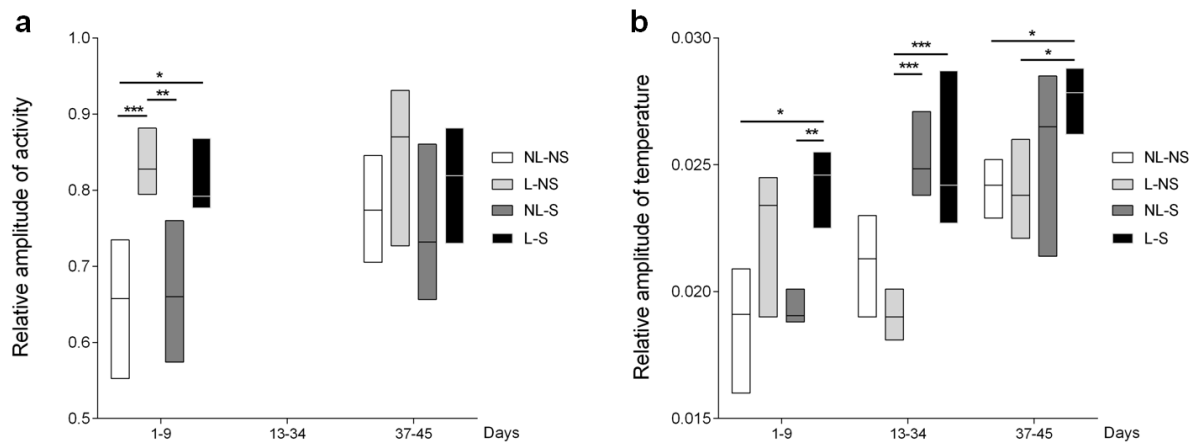 a
Relative amplitude of activity
1.0
0.9
0.8
0.7
0.6
0.5
*
**
***
1-9
13-34
37-45
Days
NL-NS
L-NS
NL-S
L-S
b
Relative amplitude of temperature
0.030
0.025
0.020
0.015
*
**
***
***
*
*
1-9
13-34
37-45
Days
NL-NS
L-NS
NL-S
L-S